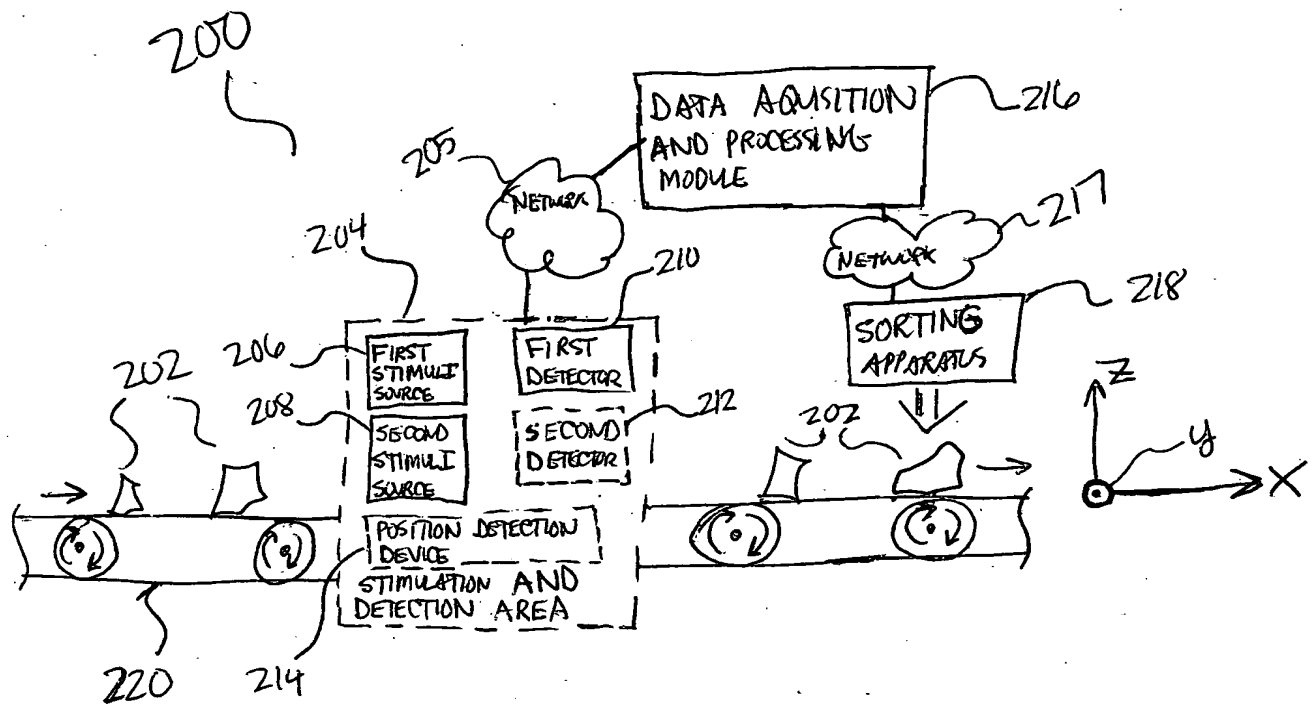 200
DATA AQUSITION
AND PROCESSING
MODULE
216
205
NETWORK
217
NETWORK
204
210
218
SORTING
APPARATUS
206
FIRST
STIMULI
SOURCE
FIRST
DETECTOR
202
208
SECOND
STIMULI
SOURCE
212
SECOND
DETECTOR
202
Z
y
X
POSITION DETECTION
DEVICE
STIMULATION AND
DETECTION AREA
220
214